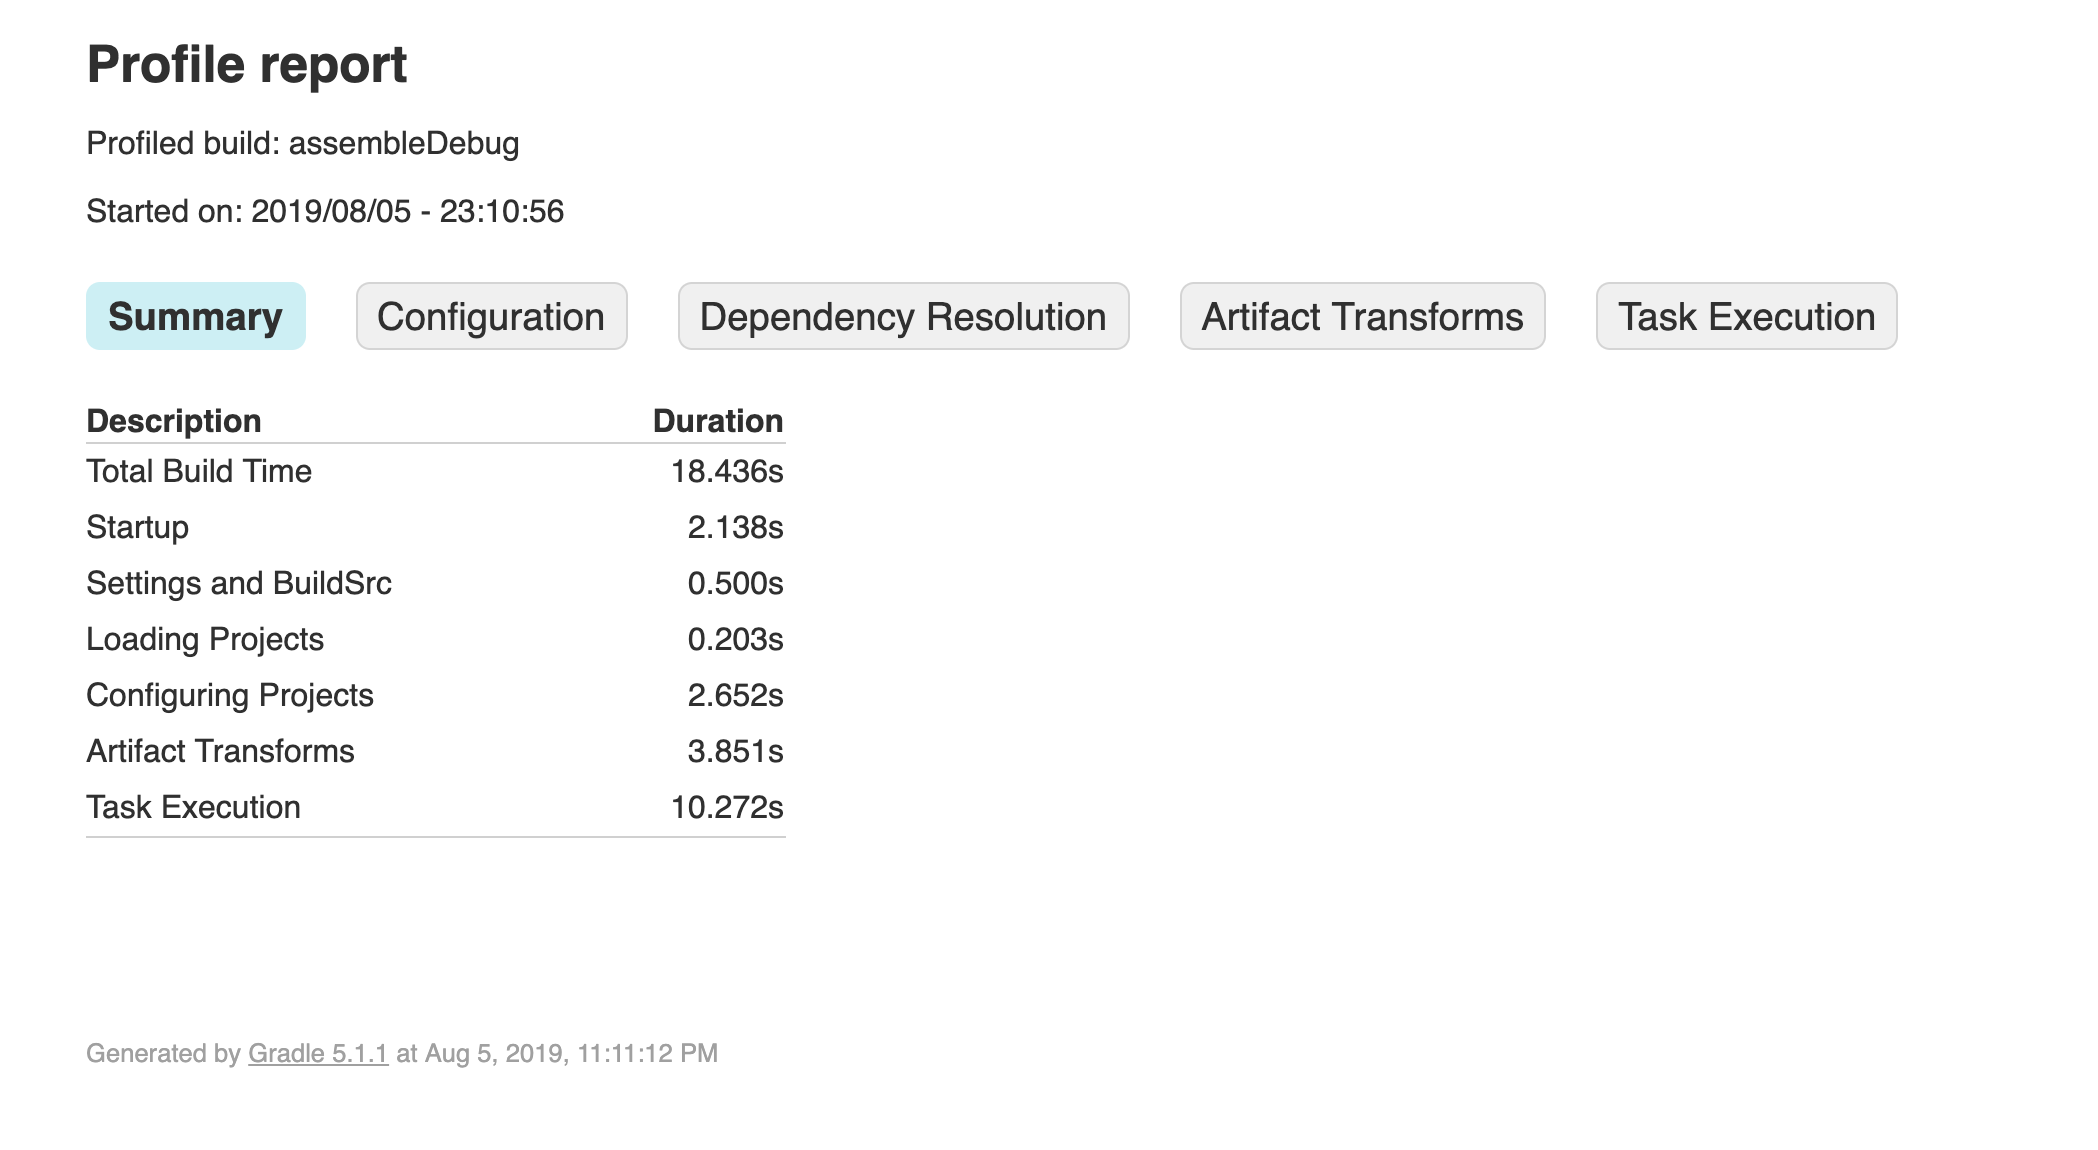 Profile report
Profiled build: assembleDebug
Started on: 2019/08/05 - 23:10:56
Summary Configuration Dependency Resolution Artifact Transforms Task Execution
Description Duration
Total Build Time 18.436s
Startup 2.138s
Settings and BuildSrc 0.500s
Loading Projects 0.203s
Configuring Projects 2.652s
Artifact Transforms 3.851s
Task Execution 10.272s
Generated by Gradle 5.1.1 at Aug 5, 2019, 11:11:12 PM